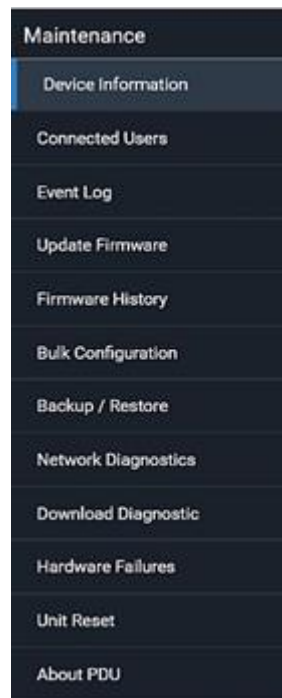 Maintenance
Device Information
Connected Users
Event Log
Update Firmware
Firmware History
Bulk Configuration
Backup / Restore
Network Diagnostics
Download Diagnostic
Hardware Failures
Unit Reset
About PDU